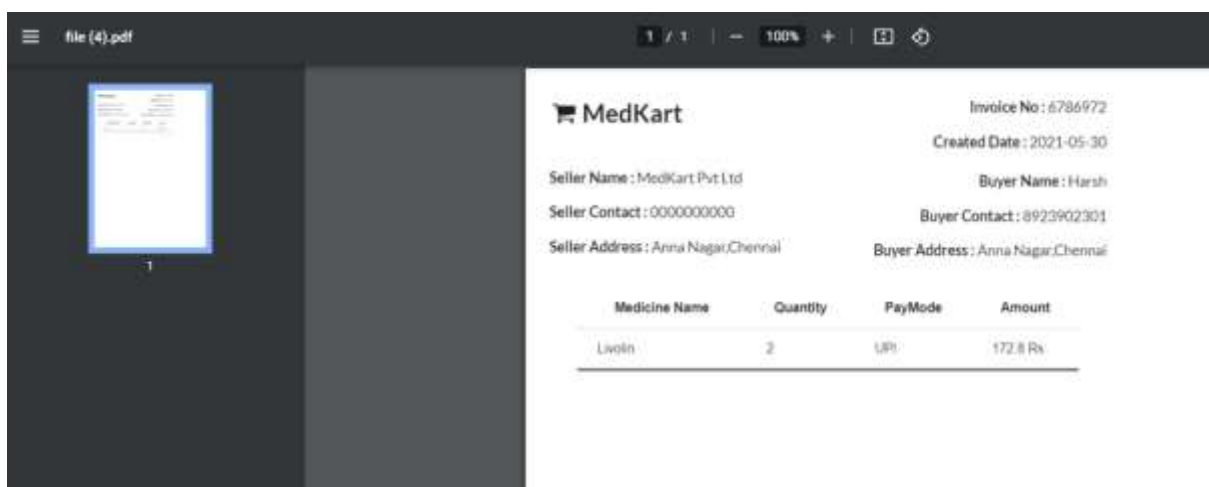 file (4).pdf
1 / 1
100%
1
MedKart
Invoice No : 6786972
Created Date : 2021-05-30
Seller Name : MedKart Pvt Ltd
Buyer Name : Harsh
Seller Contact : 0000000000
Buyer Contact : 8923902301
Seller Address : Anna Nagar,Chennai
Buyer Address : Anna Nagar,Chennai
Medicine Name Quantity PayMode Amount
Livolin 2 UPI 172.8 Rs